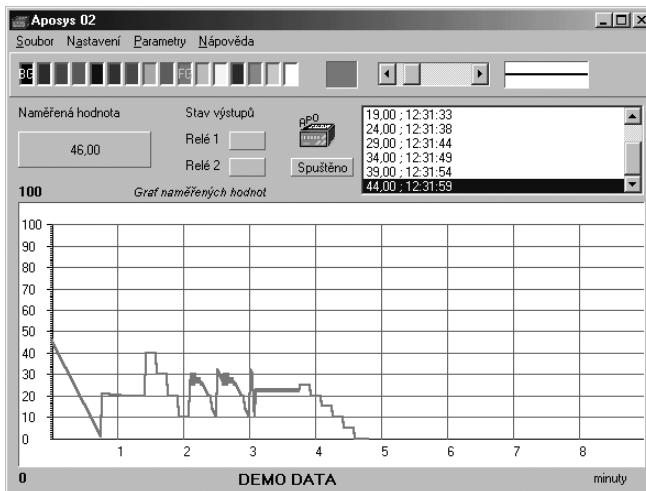 Aposys 02
Soubor Nastavení Parametry Nápověda
BG FG
Naměřená hodnota
46,00
Stav výstupů
Relé 1
Relé 2
APO
Spuštěno
19,00 ; 12:31:33
24,00 ; 12:31:38
29,00 ; 12:31:44
34,00 ; 12:31:49
39,00 ; 12:31:54
44,00 ; 12:31:59
100 Graf naměřených hodnot
100
90
80
70
60
50
40
30
20
10
0
1 2 3 4 5 6 7 8
0 DEMO DATA minuty